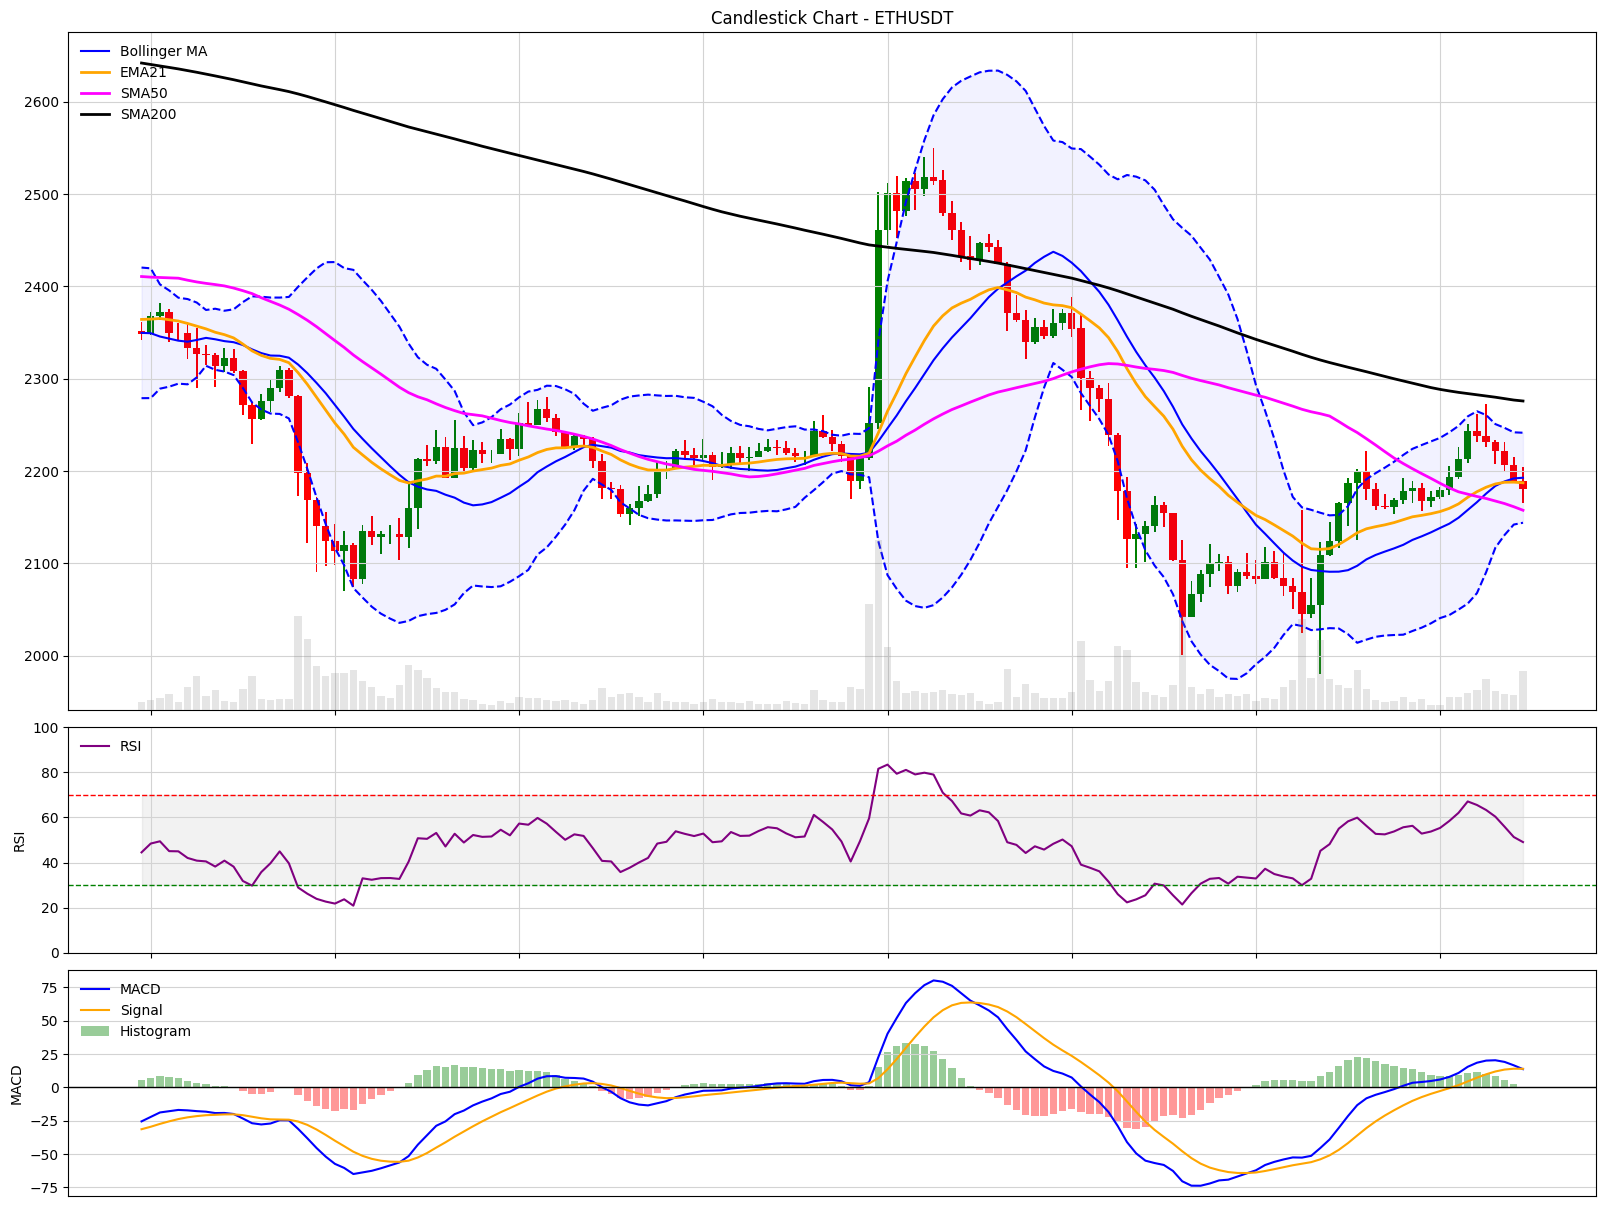 Candlestick Chart - ETHUSDT
Bollinger MA
EMA21
SMA50
SMA200
2600
2500
2400
2300
2200
2100
2000
RSI
100
80
60
40
20
0
RSI
MACD
Signal
Histogram
75
50
25
0
−25
−50
−75
MACD